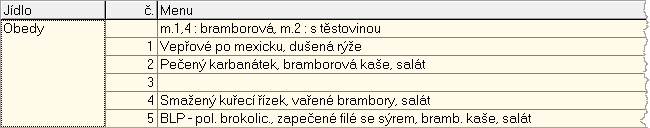 Jídlo č. Menu
Obedy m.1,4 : bramborová, m.2 : s těstovinou
1 Vepřové po mexicku, dušená rýže
2 Pečený karbanátek, bramborová kaše, salát
3
4 Smažený kuřecí řízek, vařené brambory, salát
5 BLP - pol. brokolic., zapečené filé se sýrem, bramb. kaše, salát